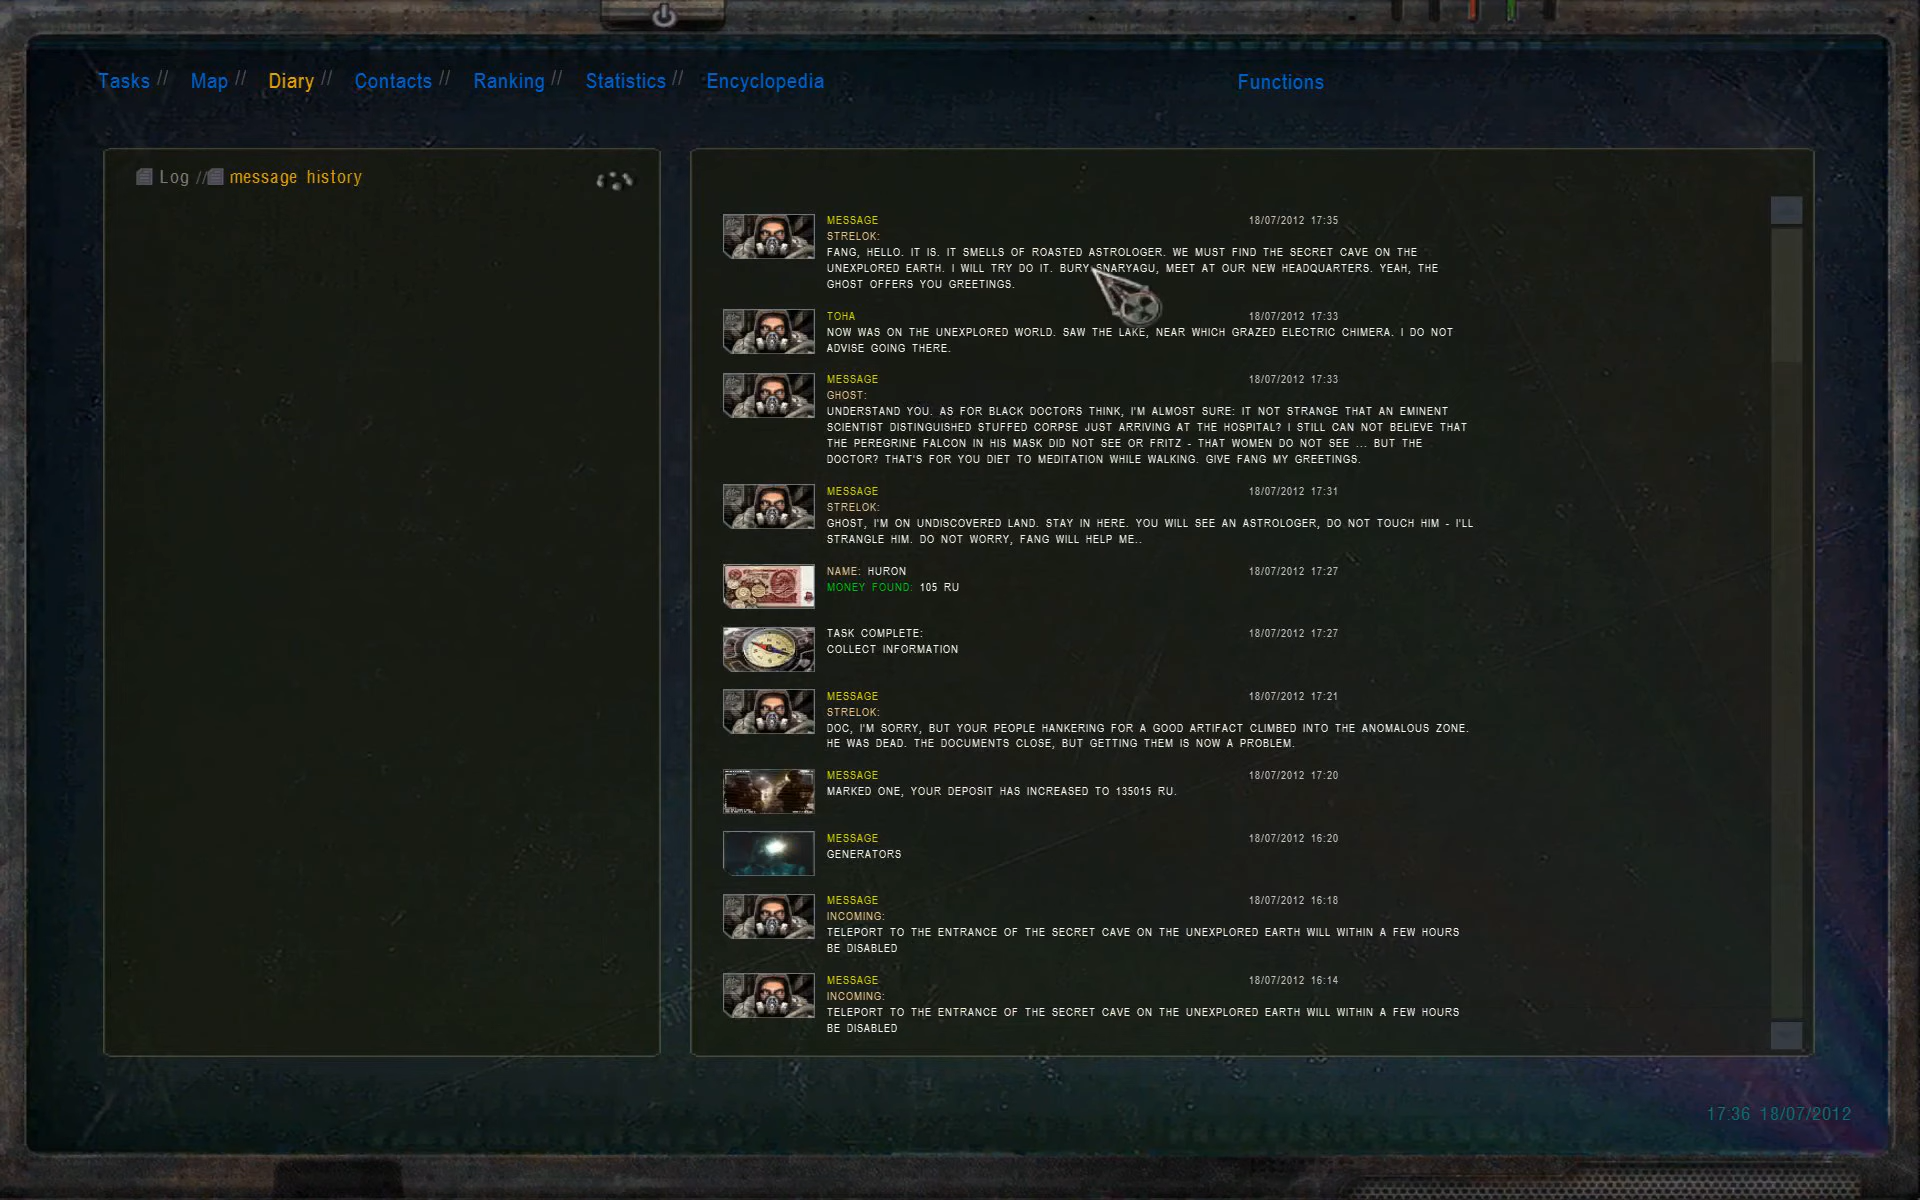 Tasks // Map // Diary // Contacts // Ranking // Statistics // Encyclopedia
Functions
Log // message history
MESSAGE 18/07/2012 17:35
STRELOK:
FANG, HELLO. IT IS. IT SMELLS OF ROASTED ASTROLOGER. WE MUST FIND THE SECRET CAVE ON THE
UNEXPLORED EARTH. I WILL TRY DO IT. BURY SNARYAGU, MEET AT OUR NEW HEADQUARTERS. YEAH, THE
GHOST OFFERS YOU GREETINGS.
TOHA 18/07/2012 17:33
NOW WAS ON THE UNEXPLORED WORLD. SAW THE LAKE, NEAR WHICH GRAZED ELECTRIC CHIMERA. I DO NOT
ADVISE GOING THERE.
MESSAGE 18/07/2012 17:33
GHOST:
UNDERSTAND YOU. AS FOR BLACK DOCTORS THINK, I'M ALMOST SURE: IT NOT STRANGE THAT AN EMINENT
SCIENTIST DISTINGUISHED STUFFED CORPSE JUST ARRIVING AT THE HOSPITAL? I STILL CAN NOT BELIEVE THAT
THE PEREGRINE FALCON IN HIS MASK DID NOT SEE OR FRITZ - THAT WOMEN DO NOT SEE ... BUT THE
DOCTOR? THAT'S FOR YOU DIET TO MEDITATION WHILE WALKING. GIVE FANG MY GREETINGS.
MESSAGE 18/07/2012 17:31
STRELOK:
GHOST, I'M ON UNDISCOVERED LAND. STAY IN HERE. YOU WILL SEE AN ASTROLOGER, DO NOT TOUCH HIM - I'LL
STRANGLE HIM. DO NOT WORRY, FANG WILL HELP ME..
NAME: HURON 18/07/2012 17:27
MONEY FOUND: 105 RU
TASK COMPLETE: 18/07/2012 17:27
COLLECT INFORMATION
MESSAGE 18/07/2012 17:21
STRELOK:
DOC, I'M SORRY, BUT YOUR PEOPLE HANKERING FOR A GOOD ARTIFACT CLIMBED INTO THE ANOMALOUS ZONE.
HE WAS DEAD. THE DOCUMENTS CLOSE, BUT GETTING THEM IS NOW A PROBLEM.
MESSAGE 18/07/2012 17:20
MARKED ONE, YOUR DEPOSIT HAS INCREASED TO 135015 RU.
MESSAGE 18/07/2012 16:20
GENERATORS
MESSAGE 18/07/2012 16:18
INCOMING:
TELEPORT TO THE ENTRANCE OF THE SECRET CAVE ON THE UNEXPLORED EARTH WILL WITHIN A FEW HOURS
BE DISABLED
MESSAGE 18/07/2012 16:14
INCOMING:
TELEPORT TO THE ENTRANCE OF THE SECRET CAVE ON THE UNEXPLORED EARTH WILL WITHIN A FEW HOURS
BE DISABLED
17:36 18/07/2012